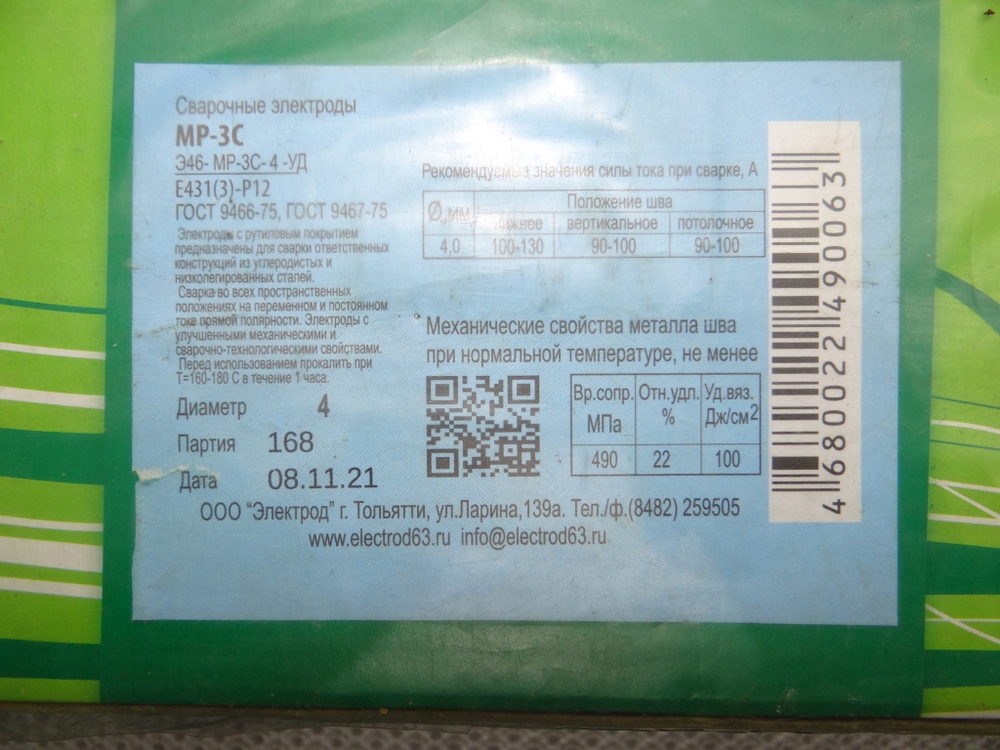 Сварочные электроды
МР-3С
Э46- МР-3С- 4 -УД
Е431(3)-Р12
ГОСТ 9466-75, ГОСТ 9467-75
Электроды с рутиловым покрытием
предназначены для сварки ответственных
конструкций из углеродистых и
низколегированных сталей.
Сварка во всех пространственных
положениях на переменном и постоянном
токе прямой полярности. Электроды с
улучшенными механическими и
сварочно-технологическими свойствами.
Перед использованием прокалить при
Т=160-180 С в течение 1 часа.
Диаметр 4
Партия 168
Дата 08.11.21
Рекомендуемые значения силы тока при сварке, А
Ø,мм Положение шва
нижнее вертикальное потолочное
4,0 100-130 90-100 90-100
Механические свойства металла шва
при нормальной температуре, не менее
Вр.сопр. Отн.удл. Уд.вяз.
МПа % Дж/см2
490 22 100
ООО "Электрод" г. Тольятти, ул.Ларина,139а. Тел./ф.(8482) 259505
www.electrod63.ru info@electrod63.ru
4680022490063